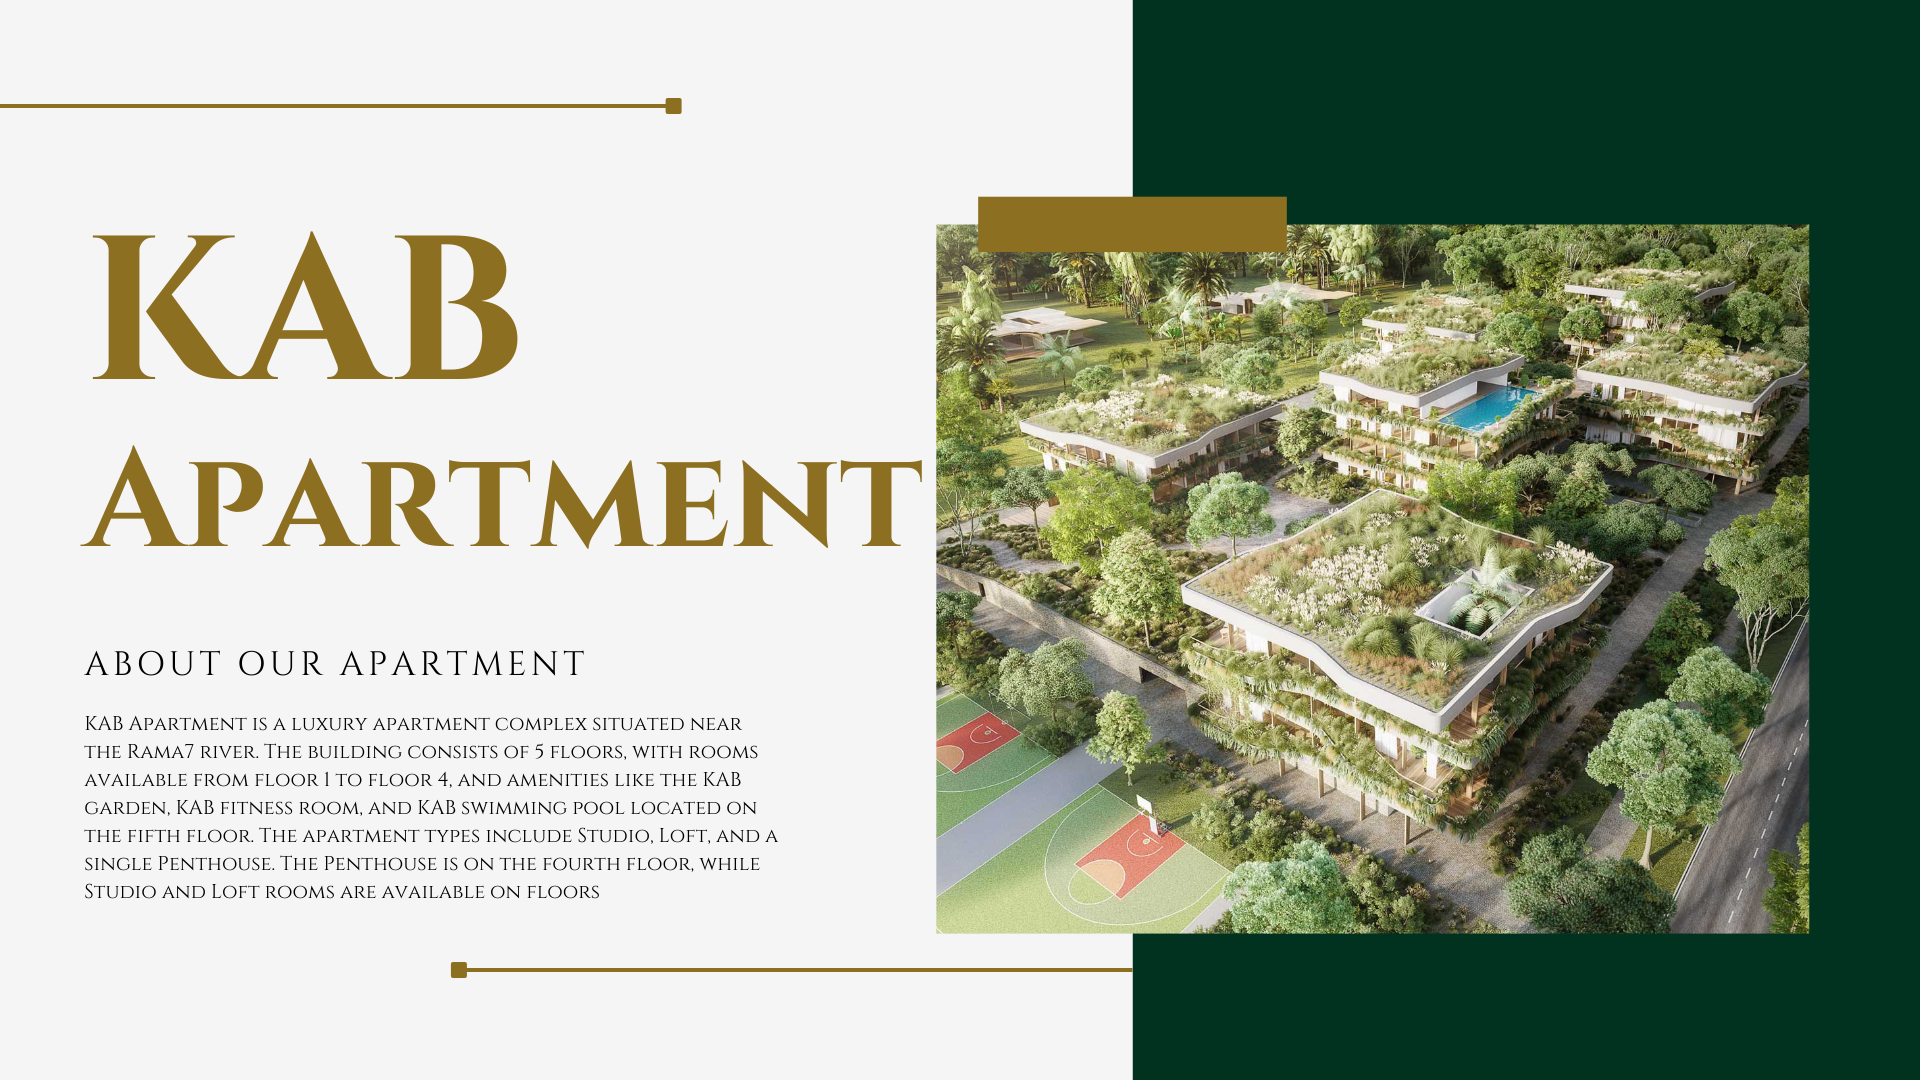 KAB
Apartment
ABOUT OUR APARTMENT
KAB Apartment is a luxury apartment complex situated near
the Rama7 river. The building consists of 5 floors, with rooms
available from floor 1 to floor 4, and amenities like the KAB
garden, KAB fitness room, and KAB swimming pool located on
the fifth floor. The apartment types include Studio, Loft, and a
single Penthouse. The Penthouse is on the fourth floor, while
Studio and Loft rooms are available on floors